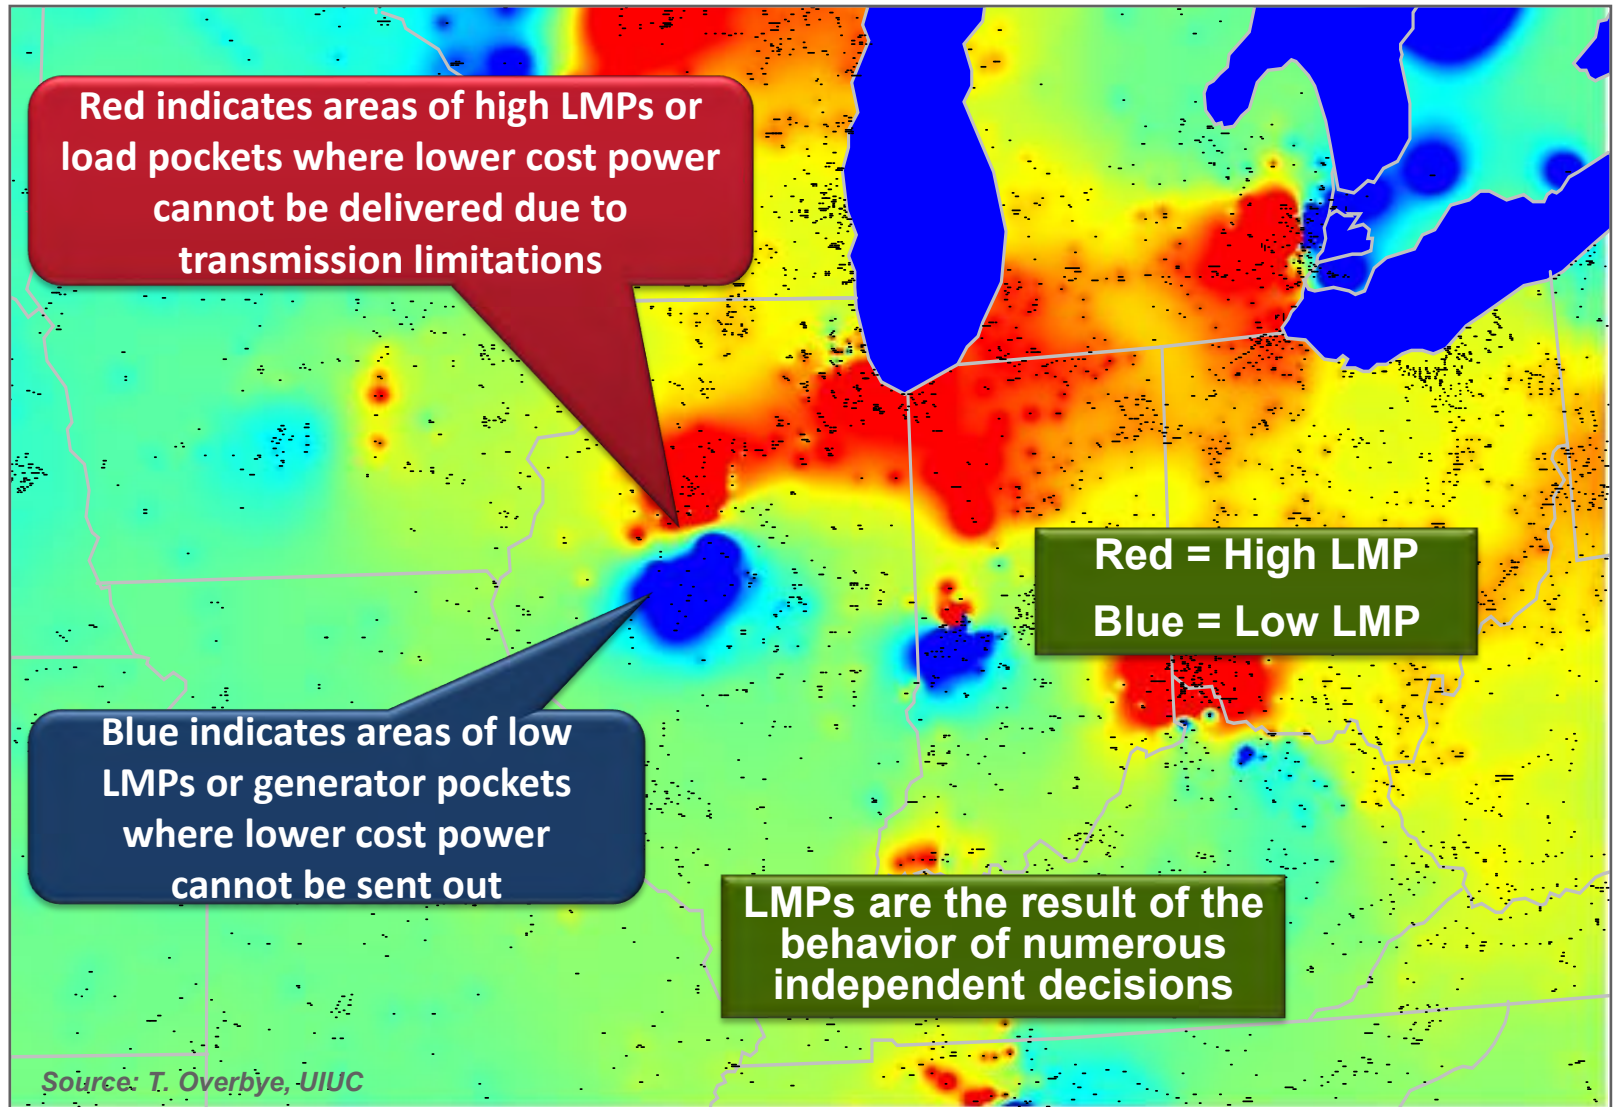 Red indicates areas of high LMPs or
load pockets where lower cost power
cannot be delivered due to
transmission limitations
Red = High LMP
Blue = Low LMP
Blue indicates areas of low
LMPs or generator pockets
where lower cost power
cannot be sent out
LMPs are the result of the
behavior of numerous
independent decisions
Source: T. Overbye, UIUC